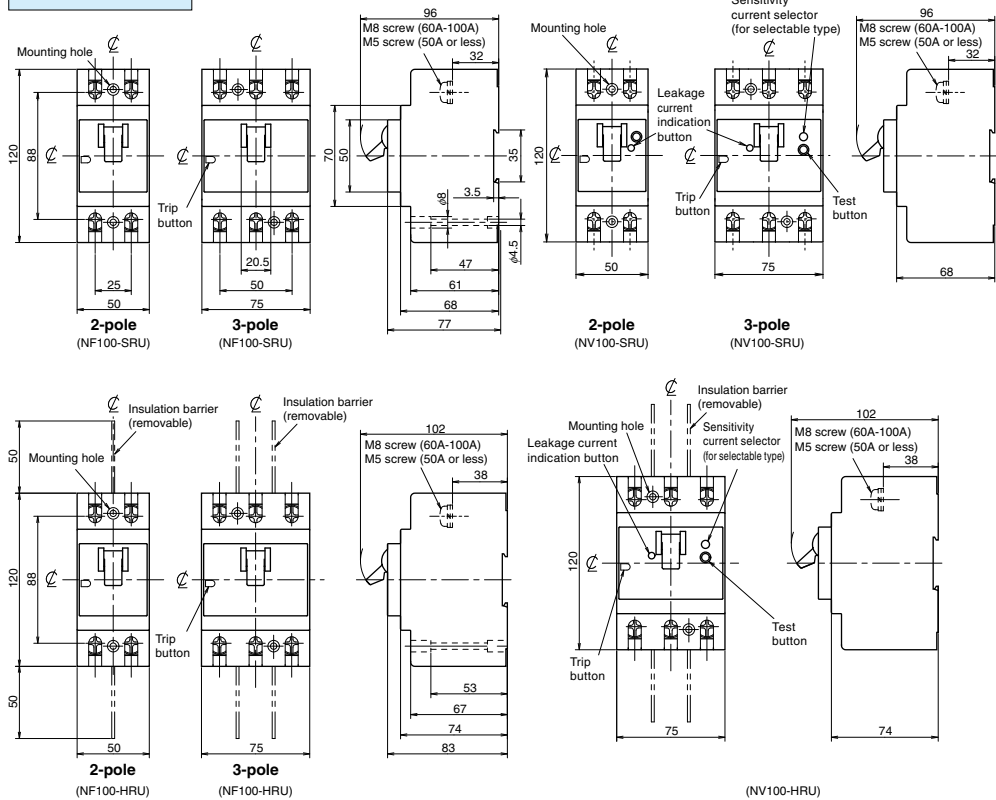 96
M8 screw (60A-100A)
M5 screw (50A or less)
32
Mounting hole
℄
℄
120
88
℄
℄
Trip
button
20.5
25
50
50
75
70
50
35
3.5
φ8
φ4.5
47
61
68
77
2-pole
(NF100-SRU)
3-pole
(NF100-SRU)
Sensitivity
current selector
(for selectable type)
96
M8 screw (60A-100A)
M5 screw (50A or less)
32
Mounting hole
℄
℄
Leakage
current
indication
button
120
℄
℄
Trip
button
Test
button
50
75
68
2-pole
(NV100-SRU)
3-pole
(NV100-SRU)
℄
Insulation barrier
(removable)
℄
Insulation barrier
(removable)
102
M8 screw (60A-100A)
M5 screw (50A or less)
38
50
Mounting hole
120
88
℄
℄
Trip
button
50
50
75
53
67
74
83
2-pole
(NF100-HRU)
3-pole
(NF100-HRU)
℄
Insulation barrier
(removable)
Mounting hole
Leakage current
indication button
Sensitivity
current selector
(for selectable type)
102
M8 screw (60A-100A)
M5 screw (50A or less)
38
120
℄
Trip
button
Test
button
75
74
(NV100-HRU)